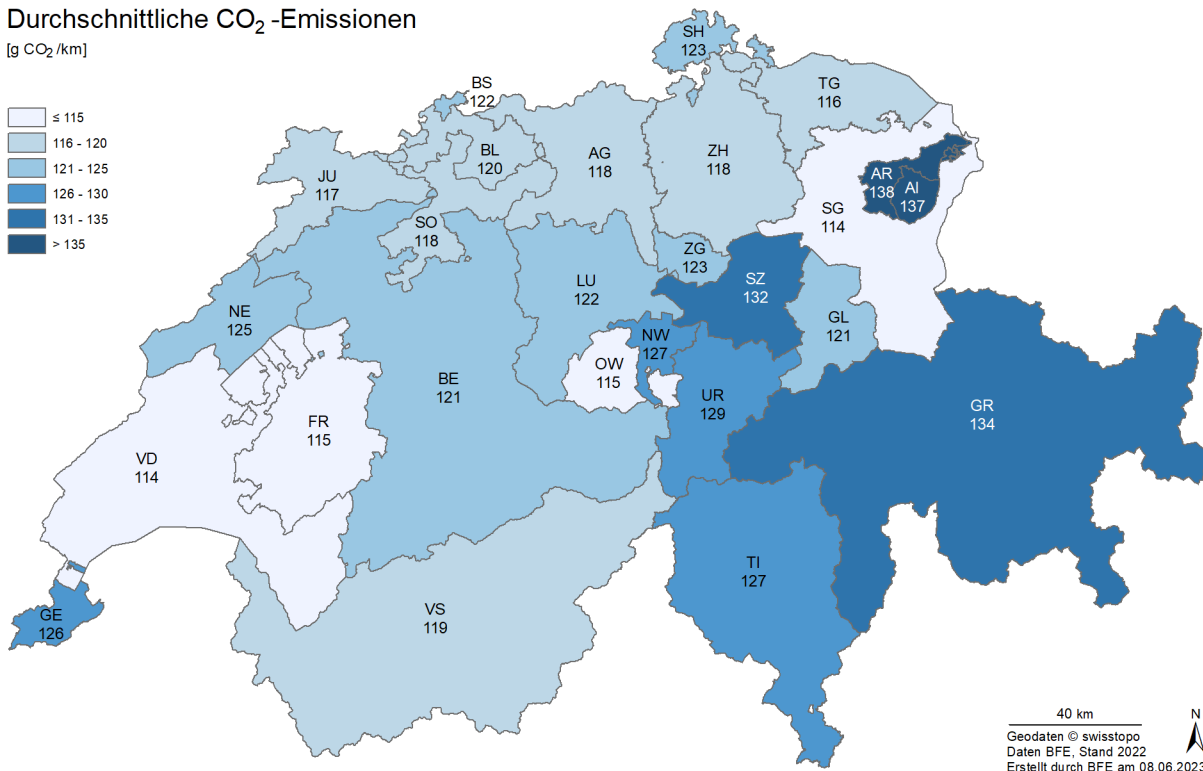 Durchschnittliche CO₂ -Emissionen
[g CO₂ /km]
≤ 115
116 - 120
121 - 125
126 - 130
131 - 135
> 135
SH
123
BS
122
TG
116
BL
120
AG
118
ZH
118
JU
117
AR
138
AI
137
SG
114
SO
118
ZG
123
SZ
132
LU
122
NE
125
GL
121
NW
127
OW
115
BE
121
UR
129
GR
134
FR
115
VD
114
TI
127
VS
119
GE
126
40 km
N
Geodaten © swisstopo
Daten BFE, Stand 2022
Erstellt durch BFE am 08.06.2023